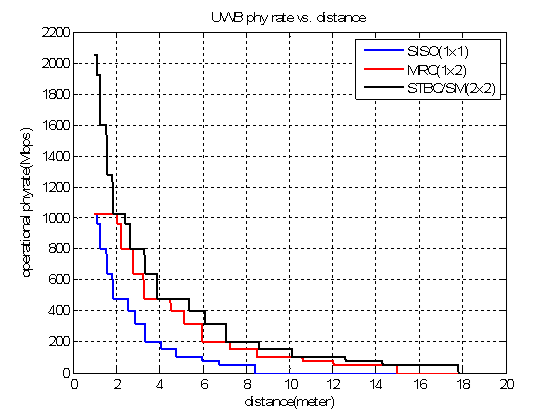 UWB phy rate vs. distance
2200
2000
1800
1600
1400
1200
1000
800
600
400
200
0
operational phyrate(Mbps)
SISO(1x1)
MRC(1x2)
STBC/SM(2x2)
0 2 4 6 8 10 12 14 16 18 20
distance(meter)